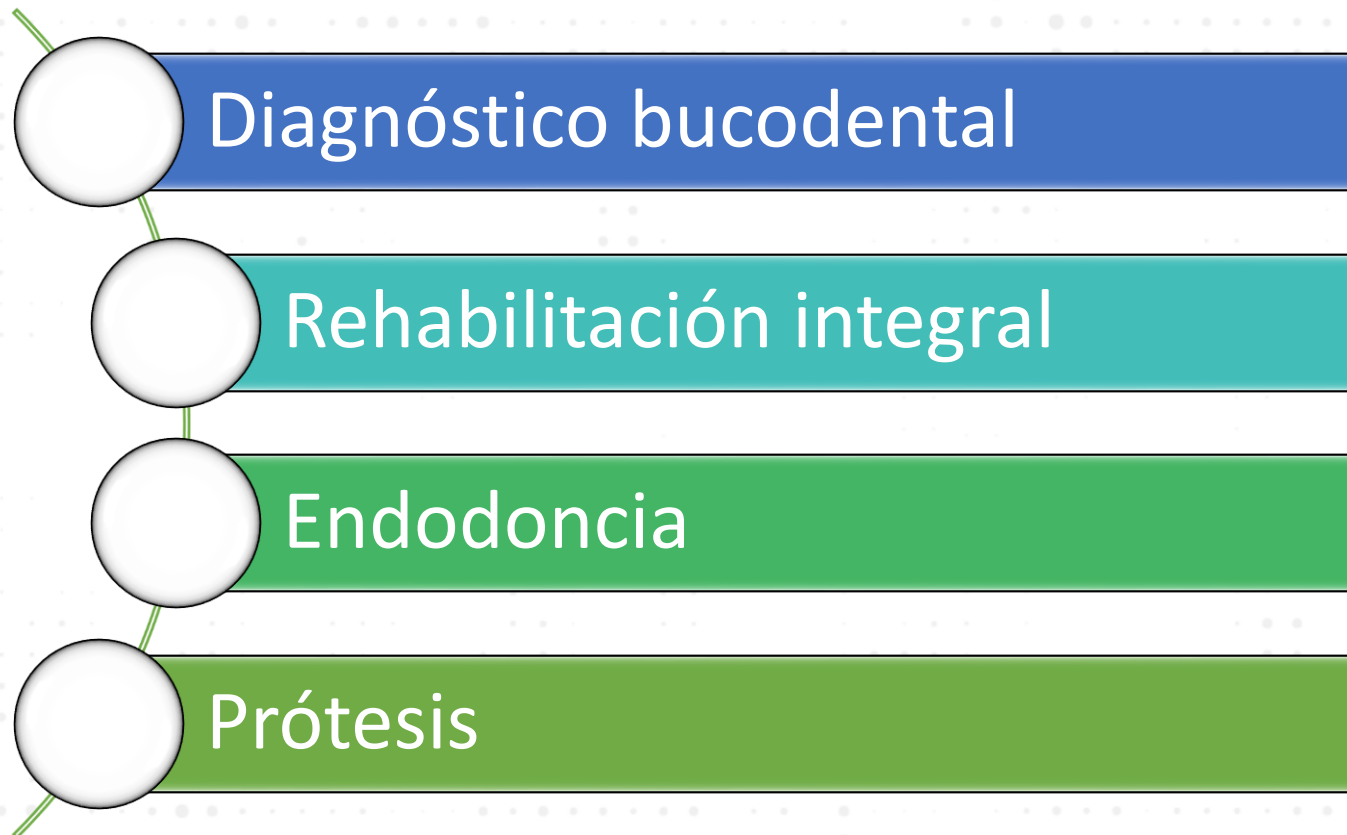 Diagnóstico bucodental
Rehabilitación integral
Endodoncia
Prótesis